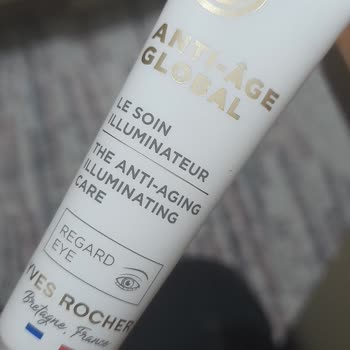 ANTI-ÂGE
GLOBAL
LE SOIN
ILLUMINATEUR
THE ANTI-AGING
ILLUMINATING
CARE
REGARD
EYE
YVES ROCHER
Bretagne, France